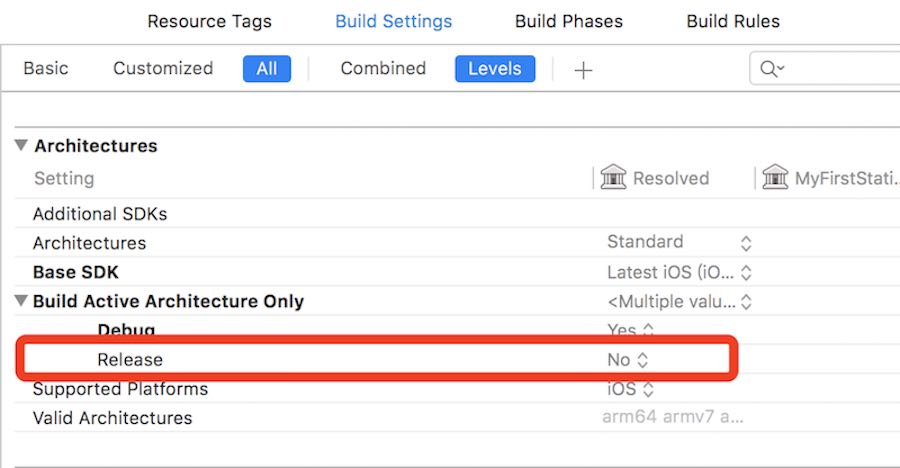 Resource Tags Build Settings Build Phases Build Rules
Basic Customized All Combined Levels +
Architectures
Setting Resolved MyFirstStati...
Additional SDKs
Architectures Standard
Base SDK Latest iOS (iO...
Build Active Architecture Only <Multiple valu...
Debug Yes
Release No
Supported Platforms iOS
Valid Architectures arm64 armv7 a...